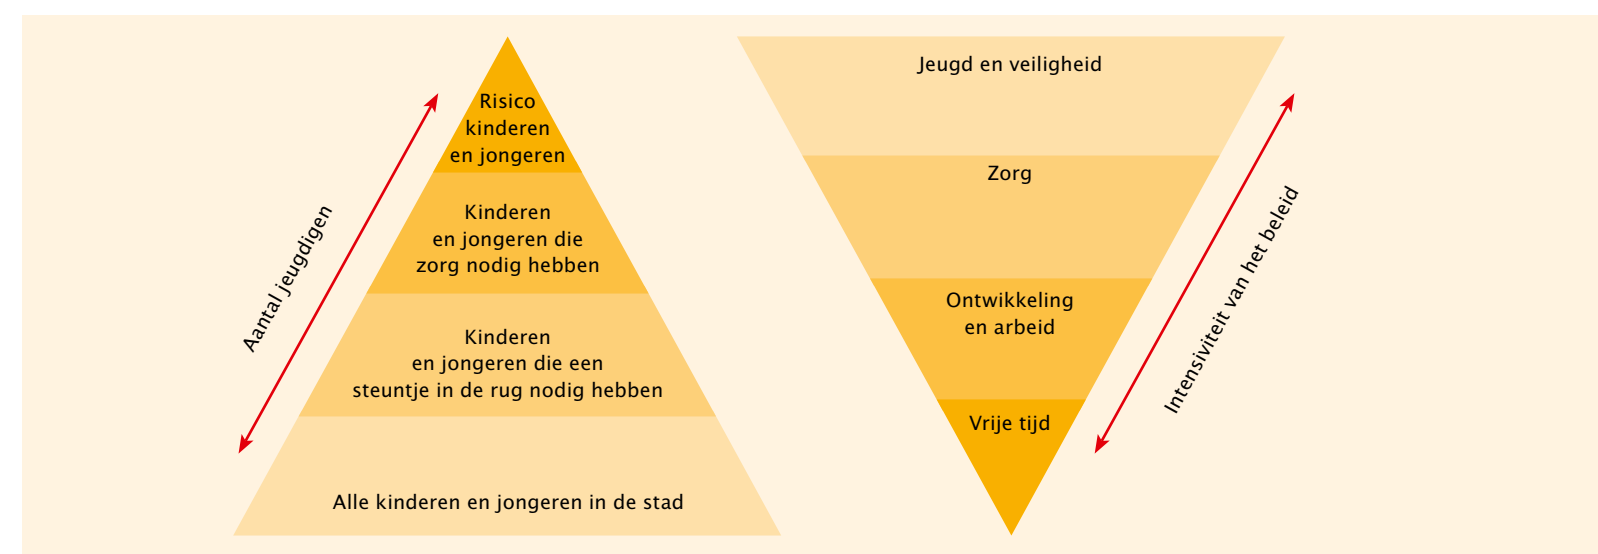 Risico
kinderen
en jongeren
Kinderen
en jongeren die
zorg nodig hebben
Kinderen
en jongeren die een
steuntje in de rug nodig hebben
Alle kinderen en jongeren in de stad
Aantal jeugdigen
Jeugd en veiligheid
Zorg
Ontwikkeling
en arbeid
Vrije tijd
Intensiviteit van het beleid